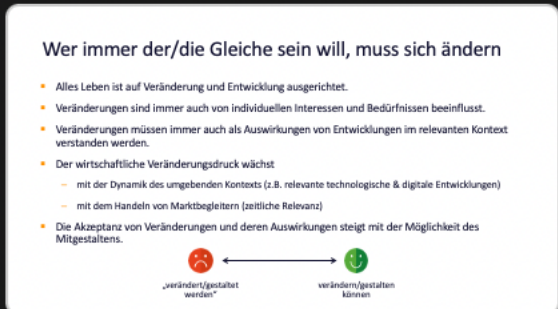 Wer immer der/die Gleiche sein will, muss sich ändern
Alles Leben ist auf Veränderung und Entwicklung ausgerichtet.
Veränderungen sind immer auch von individuellen Interessen und Bedürfnissen beeinflusst.
Veränderungen müssen immer auch als Auswirkungen von Entwicklungen im relevanten Kontext
verstanden werden.
Der wirtschaftliche Veränderungsdruck wächst
– mit der Dynamik des umgebenden Kontexts (z.B. relevante technologische & digitale Entwicklungen)
– mit dem Handeln von Marktbegleitern (zeitliche Relevanz)
Die Akzeptanz von Veränderungen und deren Auswirkungen steigt mit der Möglichkeit des
Mitgestaltens.
„verändert/gestaltet
werden“
verändern/gestalten
können